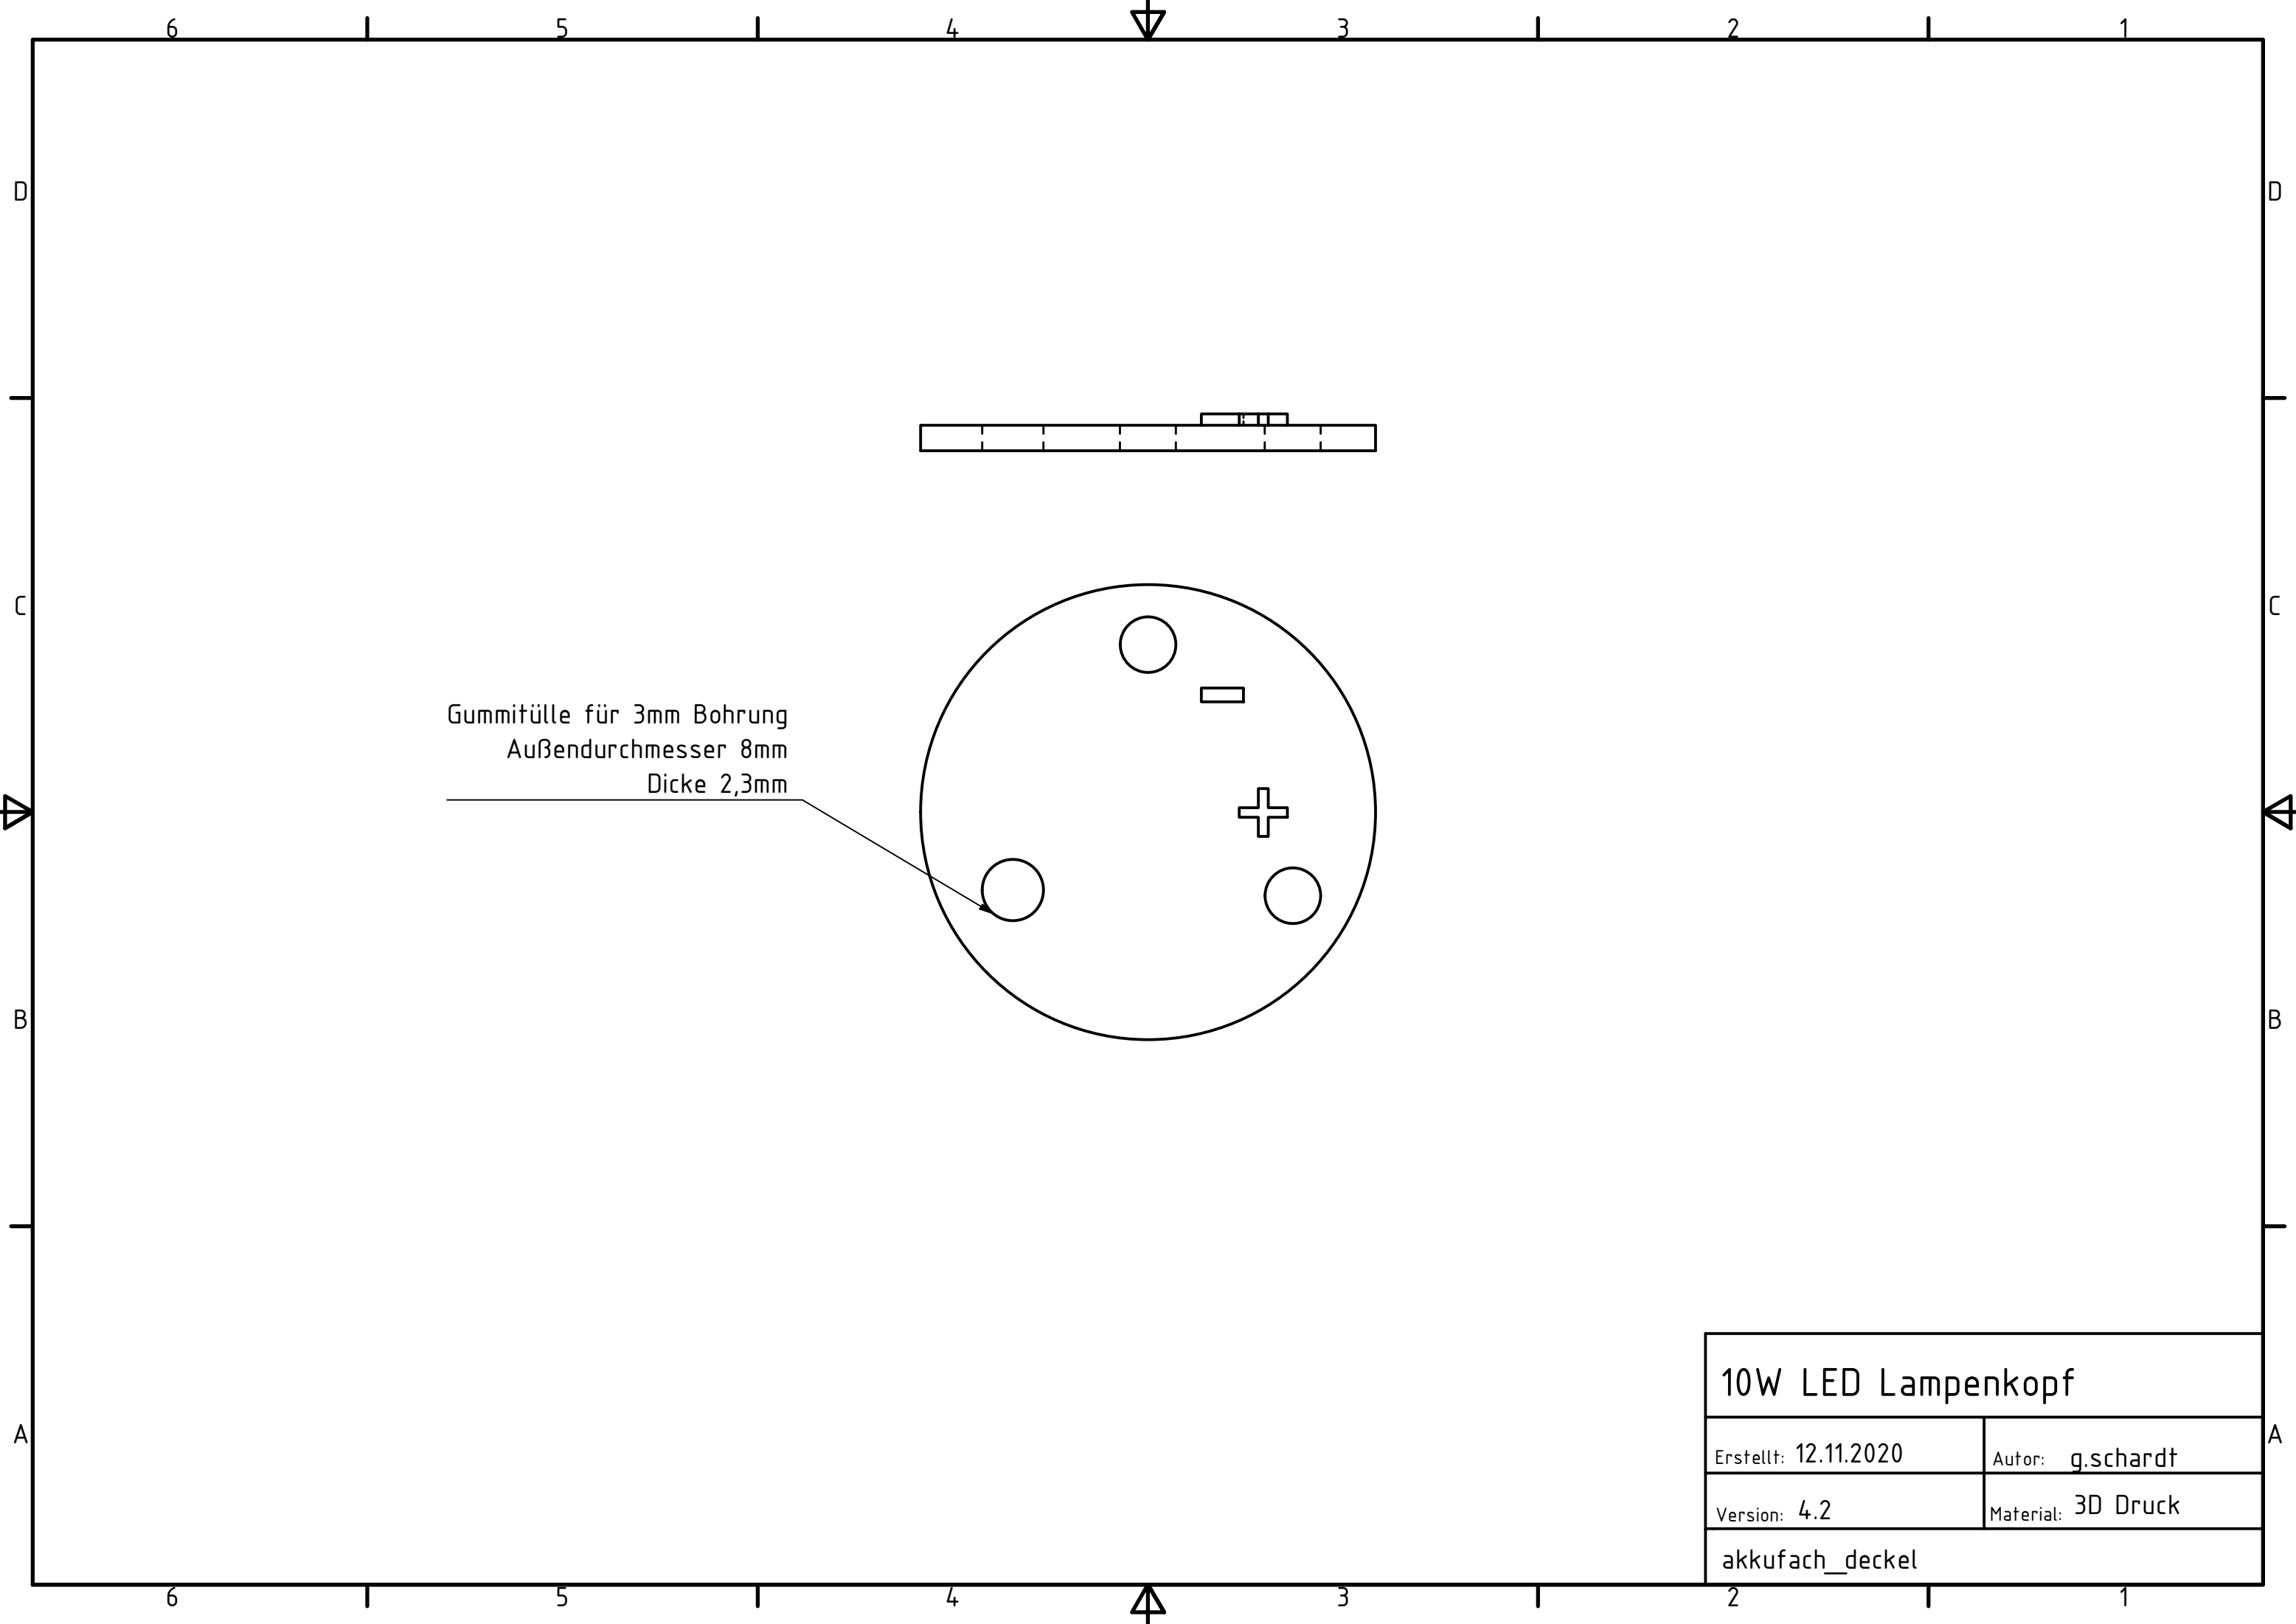 6 5 4 3 2 1
D D
C C
Gummitülle für 3mm Bohrung
Außendurchmesser 8mm
Dicke 2,3mm
B B
10W LED Lampenkopf
A A
Erstellt: 12.11.2020 Autor: g.schardt
Version: 4.2 Material: 3D Druck
akkufach_deckel
6 5 4 3 2 1